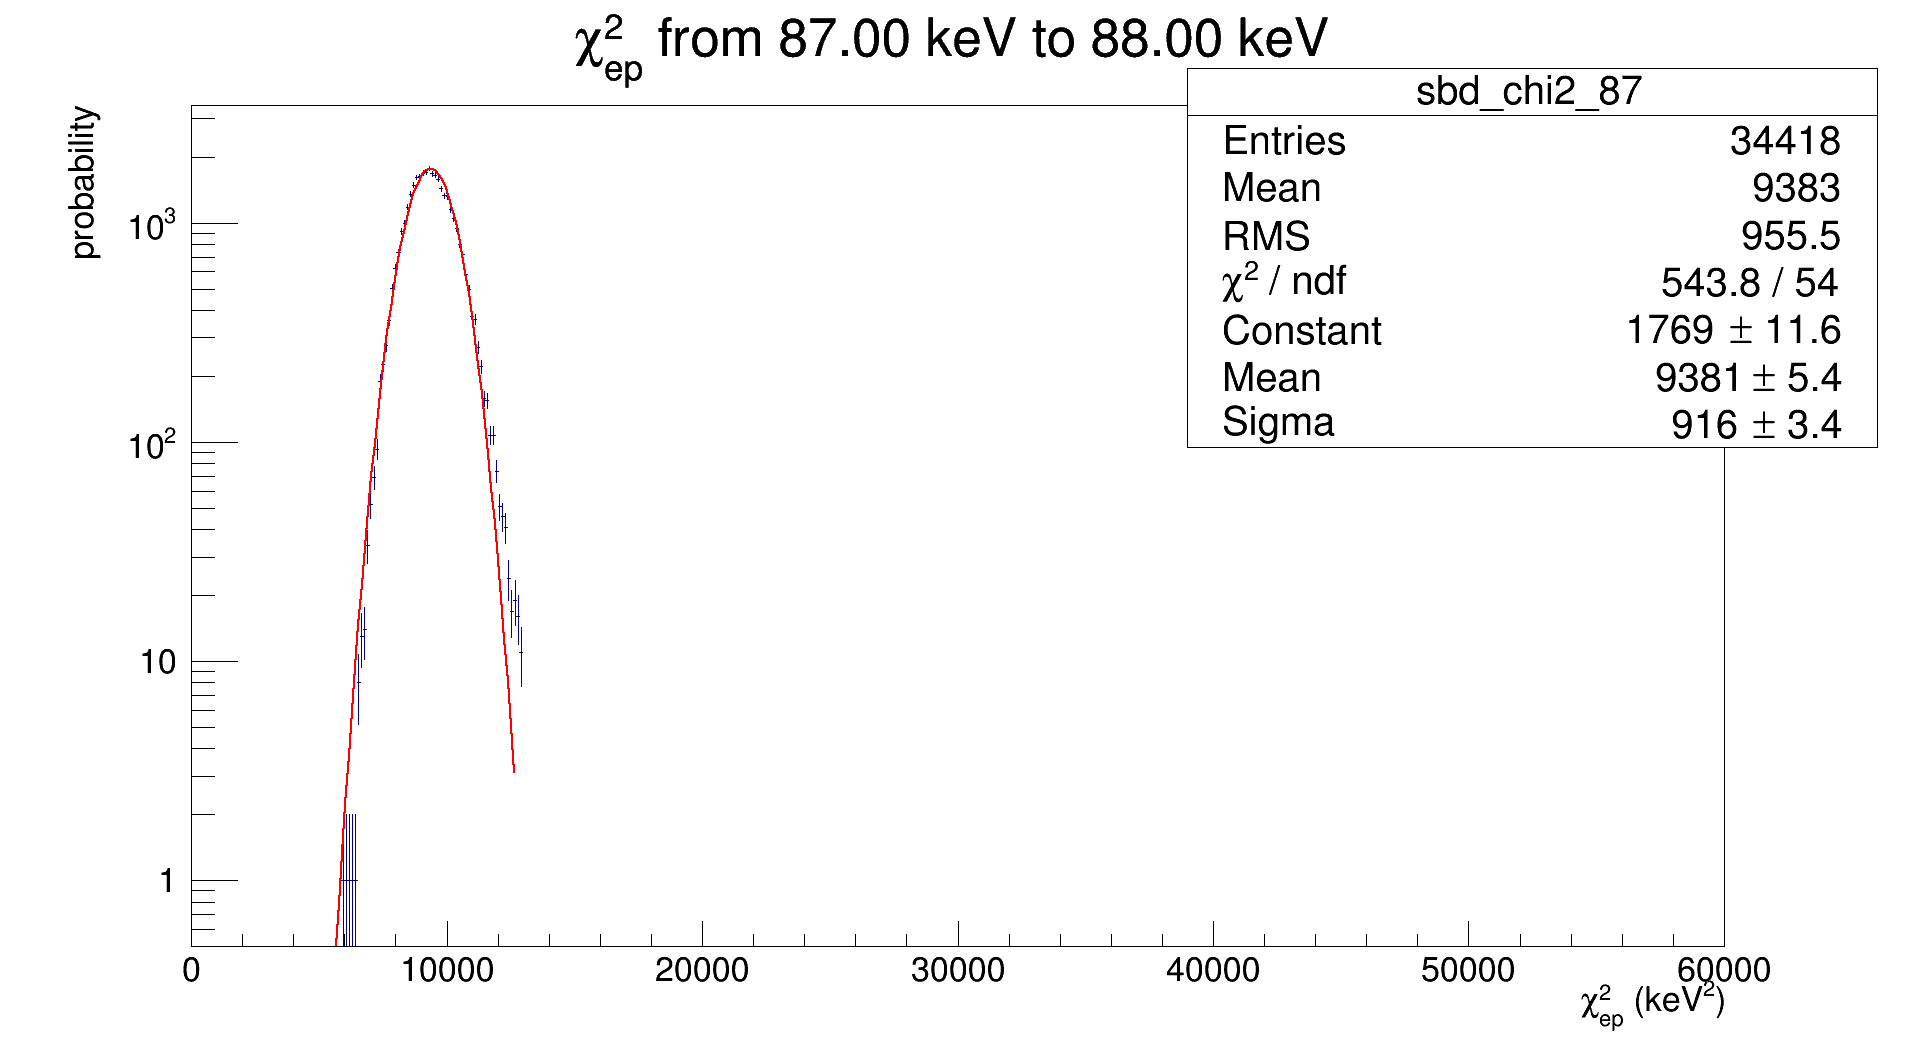 χ²ep from 87.00 keV to 88.00 keV
sbd_chi2_87
Entries 34418
Mean 9383
RMS 955.5
χ² / ndf 543.8 / 54
Constant 1769 ± 11.6
Mean 9381 ± 5.4
Sigma 916 ± 3.4
probability
10³
10²
10
1
0 10000 20000 30000 40000 50000 60000
χ²ep (keV²)